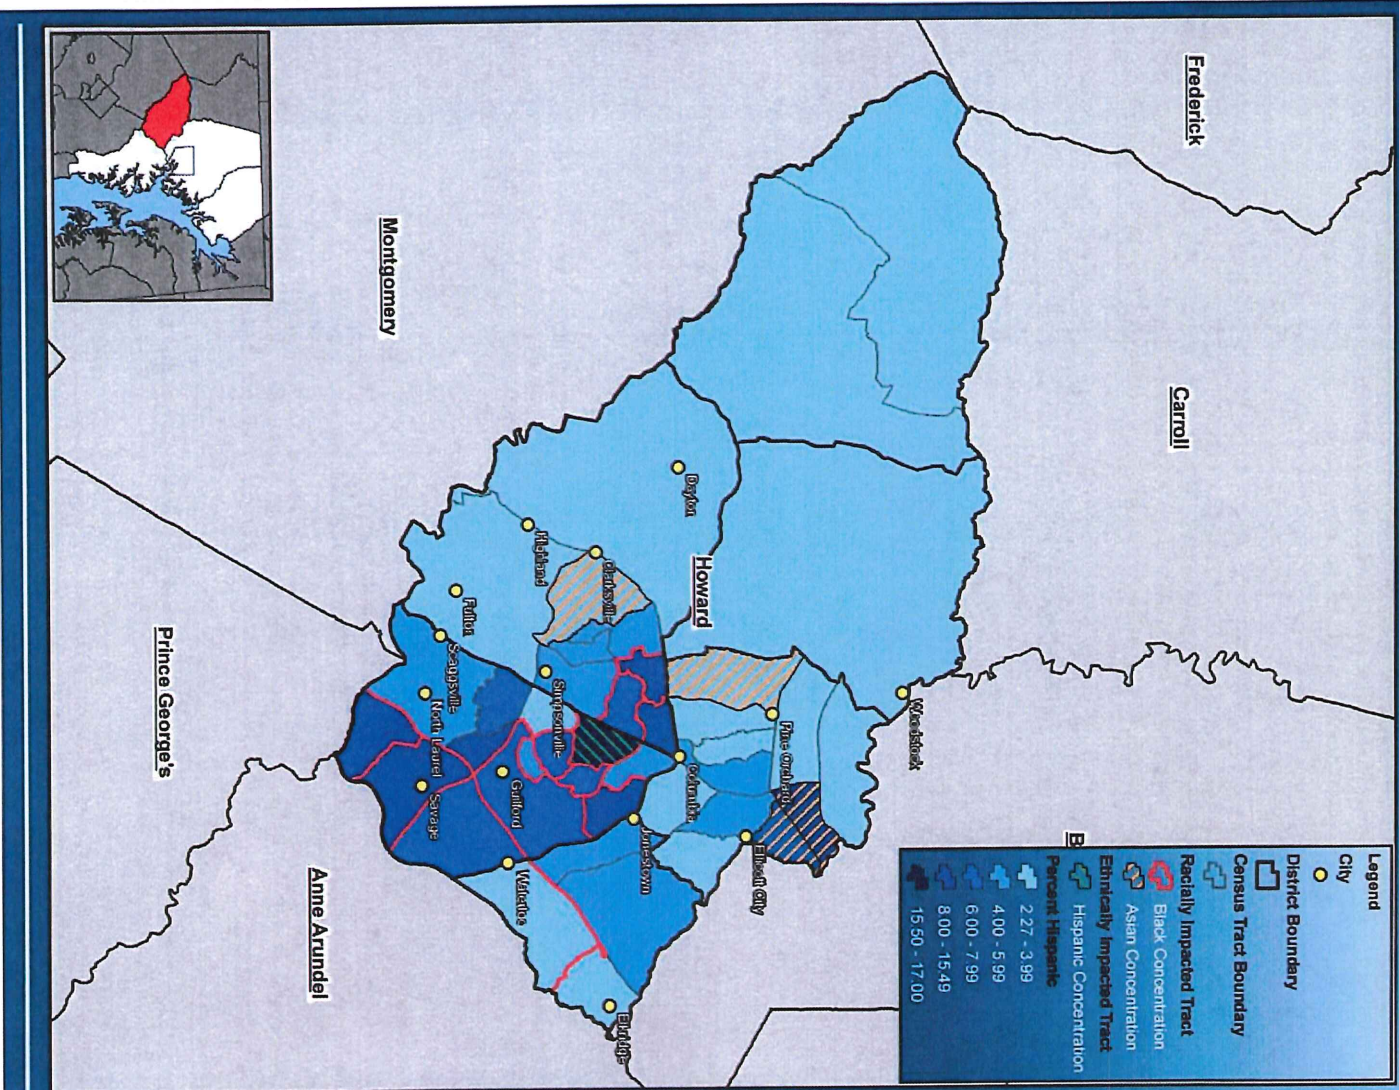 Frederick
Carroll
B
Montgomery
Howard
Prince George's
Anne Arundel
Woodstock
Dayton
Highland
Clarksville
Fulton
Scaggsville
Simpsonville
Pine Orchard
Columbia
Ellicott City
North Laurel
Guilford
Savage
Jonestown
Waterloo
Elkridge
Legend
City
District Boundary
Census Tract Boundary
Racially Impacted Tract
Black Concentration
Asian Concentration
Ethnically Impacted Tract
Hispanic Concentration
Percent Hispanic
2.27 - 3.99
4.00 - 5.99
6.00 - 7.99
8.00 - 15.49
15.50 - 17.00